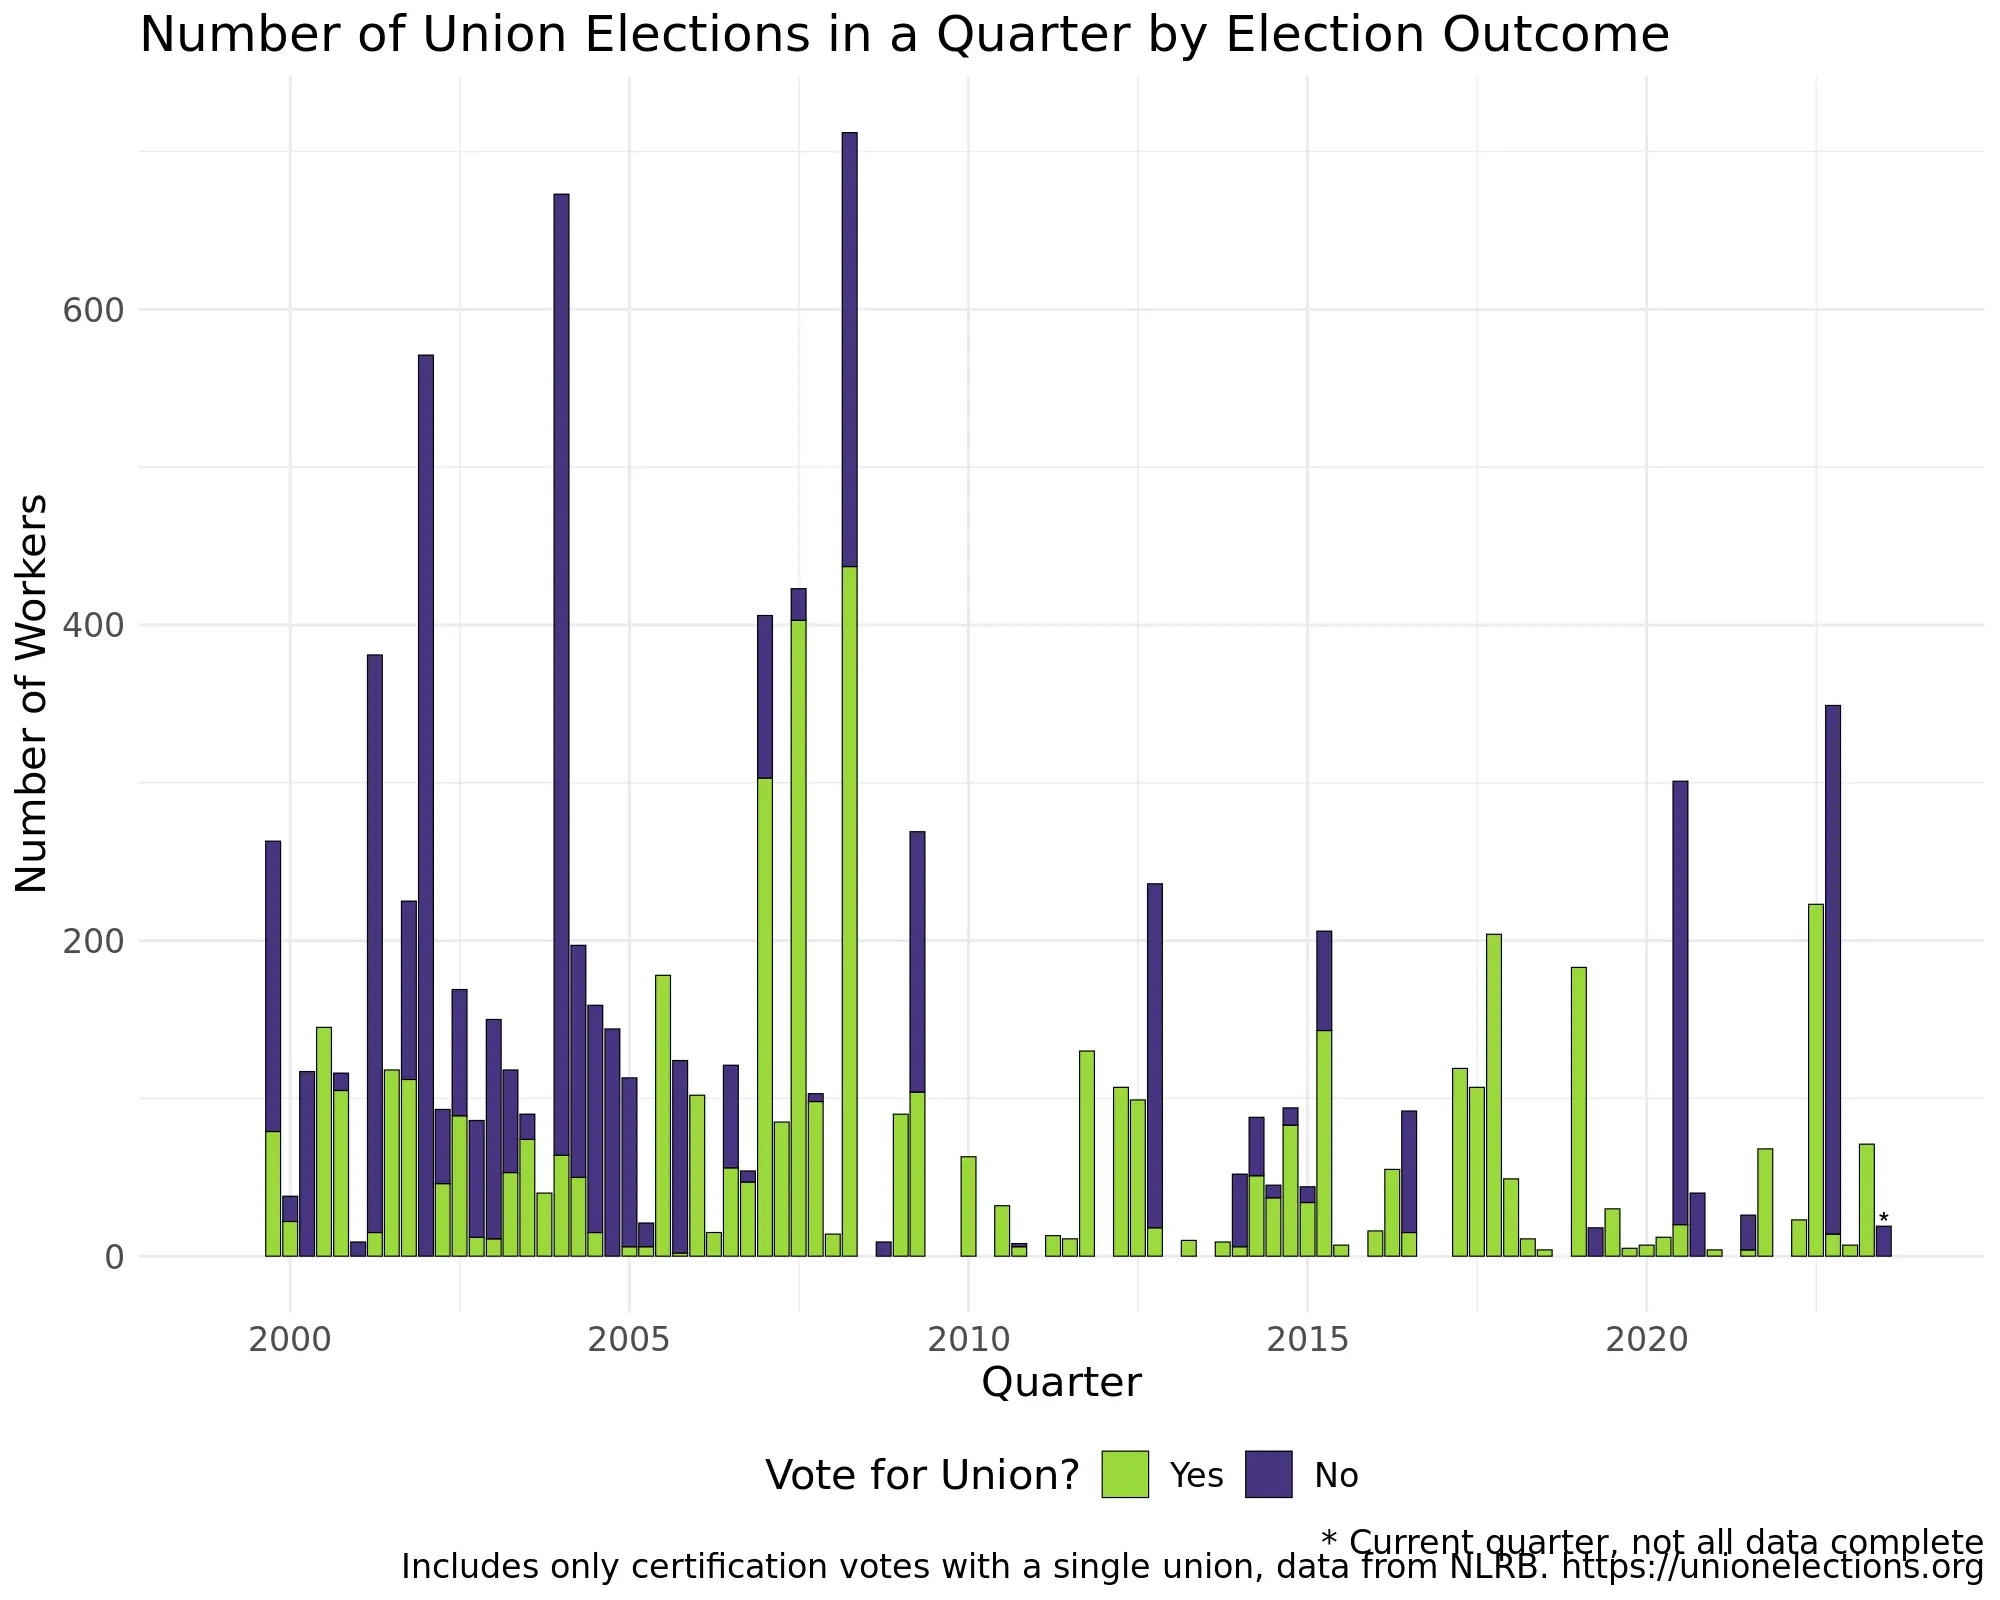 Number of Union Elections in a Quarter by Election Outcome
Number of Workers
600
400
200
0
*
2000 2005 2010 2015 2020
Quarter
Vote for Union? Yes No
* Current quarter, not all data complete
Includes only certification votes with a single union, data from NLRB. https://unionelections.org